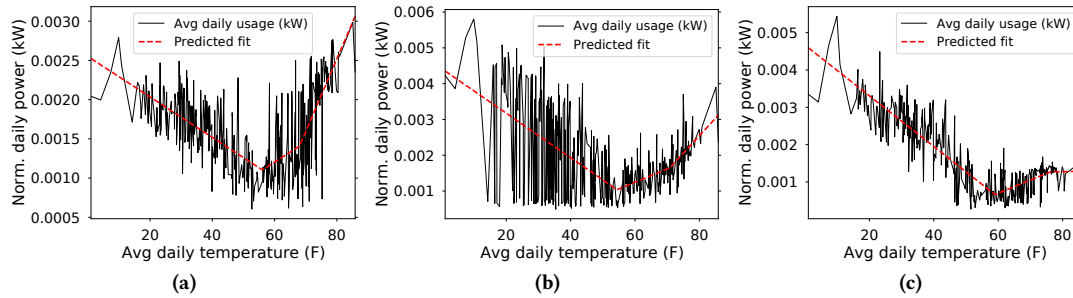 Norm. daily power (kW)
0.0030
0.0025
0.0020
0.0015
0.0010
0.0005
20 40 60 80
Avg daily temperature (F)
Avg daily usage (kW)
Predicted fit
(a)
Norm. daily power (kW)
0.006
0.005
0.004
0.003
0.002
0.001
20 40 60 80
Avg daily temperature (F)
Avg daily usage (kW)
Predicted fit
(b)
Norm. daily power (kW)
0.005
0.004
0.003
0.002
0.001
20 40 60 80
Avg daily temperature (F)
Avg daily usage (kW)
Predicted fit
(c)